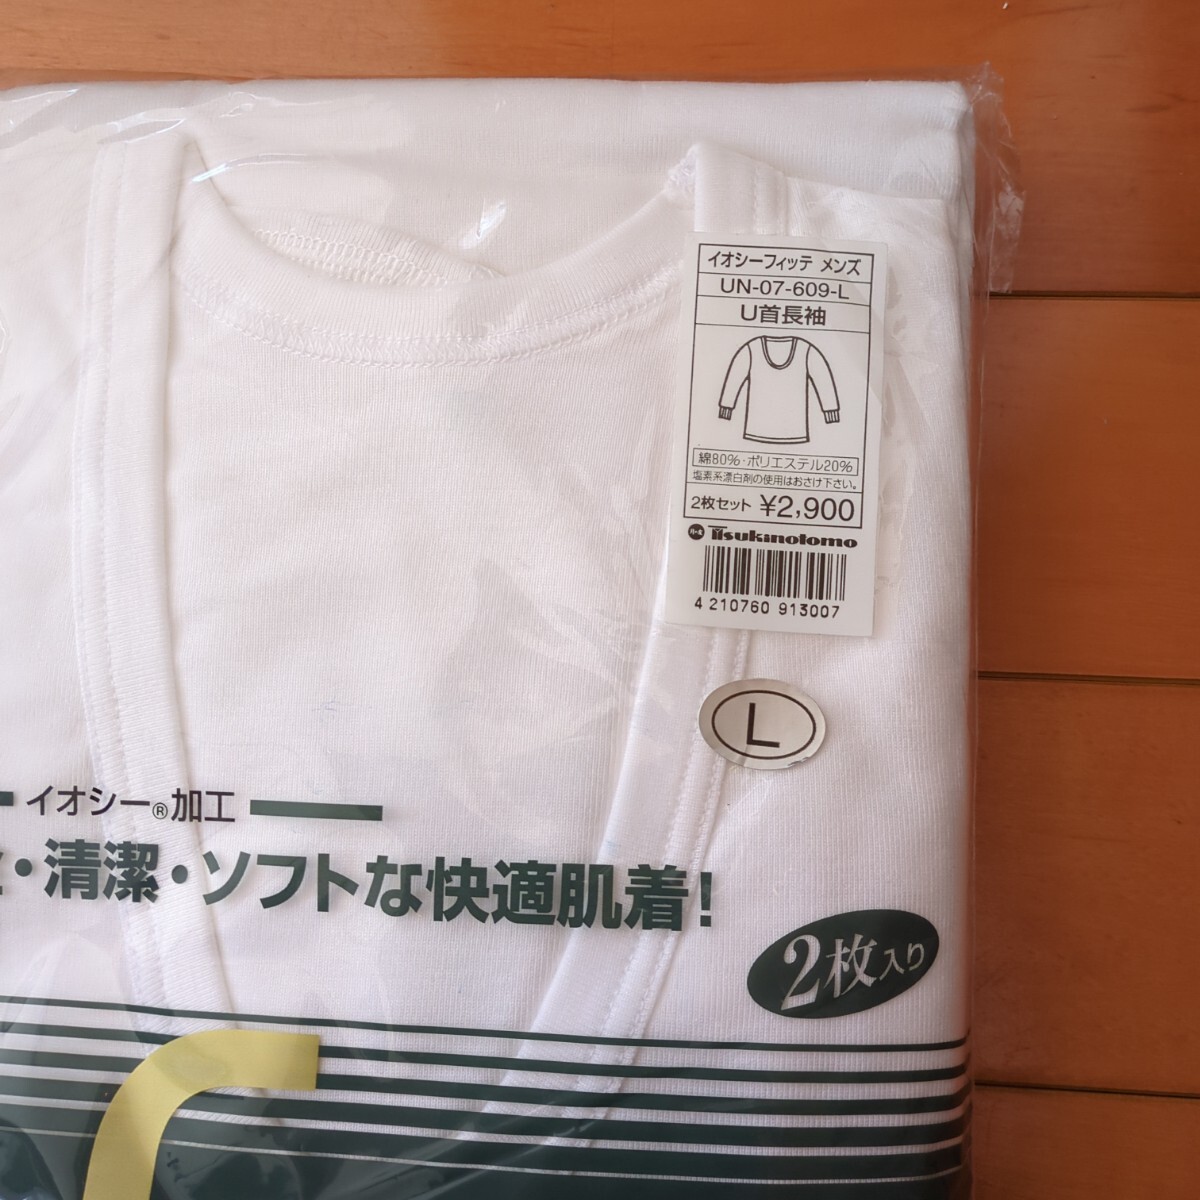 イオシーフィッテ メンズ
UN-07-609-L
U首長袖
綿80%・ポリエステル20%
塩素系漂白剤の使用はおさけ下さい。
2枚セット ¥2,900
Tsukinotomo
4 210760 913007
L
イオシー®加工
・清潔・ソフトな快適肌着!
2枚入り